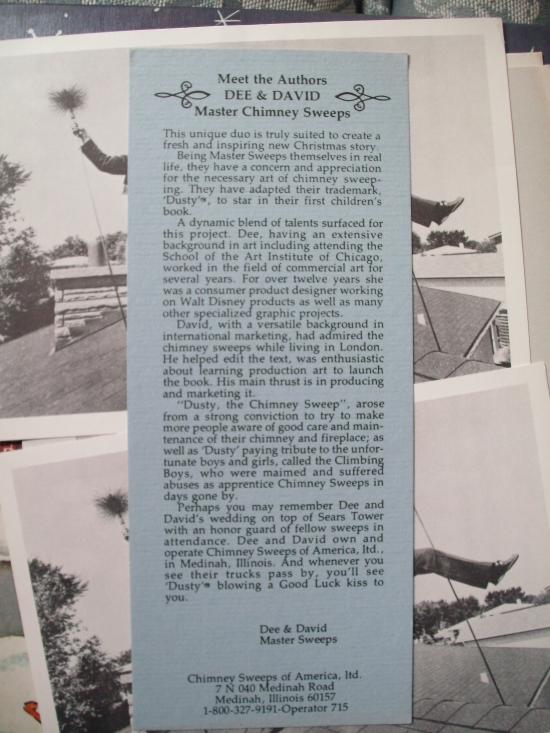 Meet the Authors
DEE & DAVID
Master Chimney Sweeps
This unique duo is truly suited to create a
fresh and inspiring new Christmas story.
Being Master Sweeps themselves in real
life, they have a concern and appreciation
for the necessary art of chimney sweep-
ing. They have adapted their trademark,
'Dusty'™, to star in their first children's
book.
A dynamic blend of talents surfaced for
this project. Dee, having an extensive
background in art including attending the
School of the Art Institute of Chicago,
worked in the field of commercial art for
several years. For over twelve years she
was a consumer product designer working
on Walt Disney products as well as many
other specialized graphic projects.
David, with a versatile background in
international marketing, had admired the
chimney sweeps while living in London.
He helped edit the text, was enthusiastic
about learning production art to launch
the book. His main thrust is in producing
and marketing it.
"Dusty, the Chimney Sweep", arose
from a strong conviction to try to make
more people aware of good care and main-
tenance of their chimney and fireplace; as
well as 'Dusty' paying tribute to the unfor-
tunate boys and girls, called the Climbing
Boys, who were maimed and suffered
abuses as apprentice Chimney Sweeps in
days gone by.
Perhaps you may remember Dee and
David's wedding on top of Sears Tower
with an honor guard of fellow sweeps in
attendance. Dee and David own and
operate Chimney Sweeps of America, ltd.,
in Medinah, Illinois. And whenever you
see their trucks pass by, you'll see
'Dusty'™ blowing a Good Luck kiss to
you.
Dee & David
Master Sweeps
Chimney Sweeps of America, ltd.
7 N 040 Medinah Road
Medinah, Illinois 60157
1-800-327-9191-Operator 715